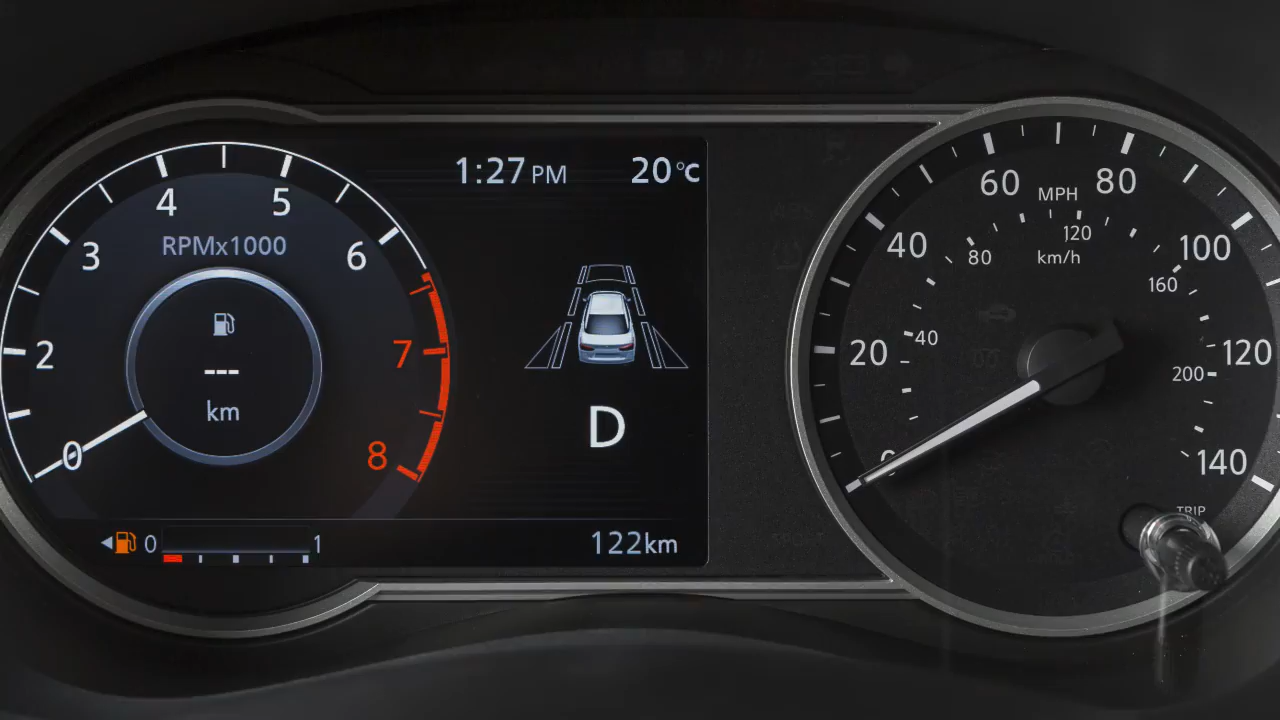 1:27 PM 20°C
4 5
3 RPMx1000 6
2 7
---
km
0 8
D
0 1 122km
60 MPH 80
40 80 120 100
km/h 160
20 40 120
200
0 140
TRIP